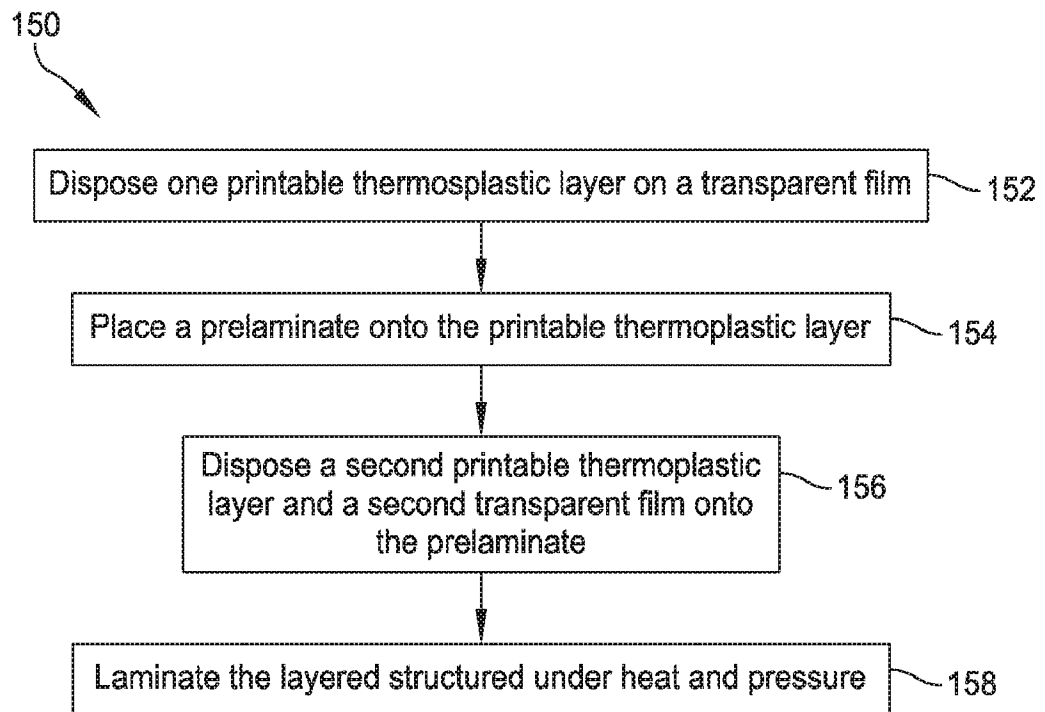 150
Dispose one printable thermosplastic layer on a transparent film
152
Place a prelaminate onto the printable thermoplastic layer
154
Dispose a second printable thermoplastic
layer and a second transparent film onto
the prelaminate
156
Laminate the layered structured under heat and pressure
158